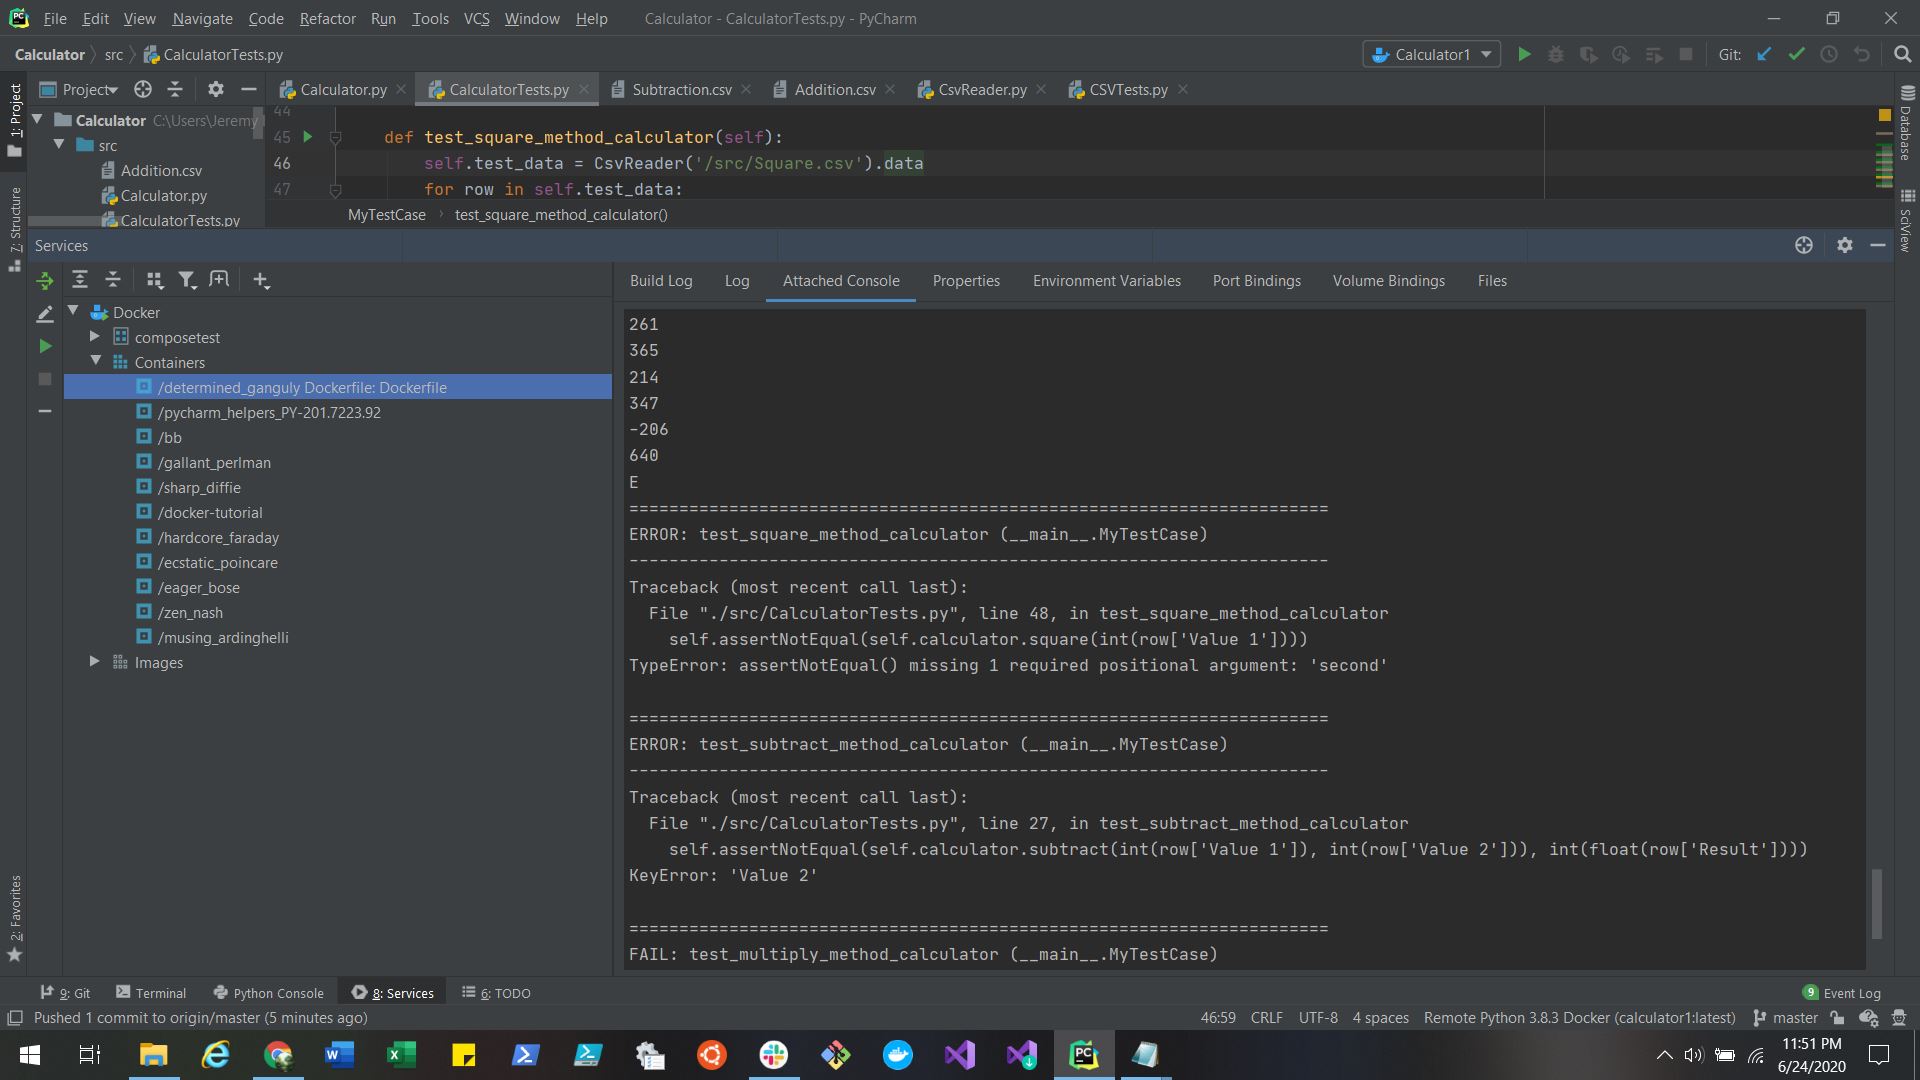 File Edit View Navigate Code Refactor Run Tools VCS Window Help Calculator - CalculatorTests.py - PyCharm
Calculator src CalculatorTests.py Calculator1 Git:
1: Project
Project Calculator.py CalculatorTests.py Subtraction.csv Addition.csv CsvReader.py CSVTests.py
Database
44
Calculator C:\Users\Jeremy
45 def test_square_method_calculator(self):
src
46 self.test_data = CsvReader('/src/Square.csv').data
Addition.csv
47 for row in self.test_data:
Calculator.py
MyTestCase test_square_method_calculator()
CalculatorTests.py
7: Structure
SciView
Services
Build Log Log Attached Console Properties Environment Variables Port Bindings Volume Bindings Files
Docker
composetest
Containers
/determined_ganguly Dockerfile: Dockerfile
/pycharm_helpers_PY-201.7223.92
/bb
/gallant_perlman
/sharp_diffie
/docker-tutorial
/hardcore_faraday
/ecstatic_poincare
/eager_bose
/zen_nash
/musing_ardinghelli
Images
261
365
214
347
-206
640
E
======================================================================
ERROR: test_square_method_calculator (__main__.MyTestCase)
----------------------------------------------------------------------
Traceback (most recent call last):
File "./src/CalculatorTests.py", line 48, in test_square_method_calculator
self.assertNotEqual(self.calculator.square(int(row['Value 1'])))
TypeError: assertNotEqual() missing 1 required positional argument: 'second'
======================================================================
ERROR: test_subtract_method_calculator (__main__.MyTestCase)
----------------------------------------------------------------------
Traceback (most recent call last):
File "./src/CalculatorTests.py", line 27, in test_subtract_method_calculator
self.assertNotEqual(self.calculator.subtract(int(row['Value 1']), int(row['Value 2'])), int(float(row['Result'])))
KeyError: 'Value 2'
======================================================================
FAIL: test_multiply_method_calculator (__main__.MyTestCase)
2: Favorites
9: Git Terminal Python Console 8: Services 6: TODO 9 Event Log
Pushed 1 commit to origin/master (5 minutes ago) 46:59 CRLF UTF-8 4 spaces Remote Python 3.8.3 Docker (calculator1:latest) master
11:51 PM
6/24/2020